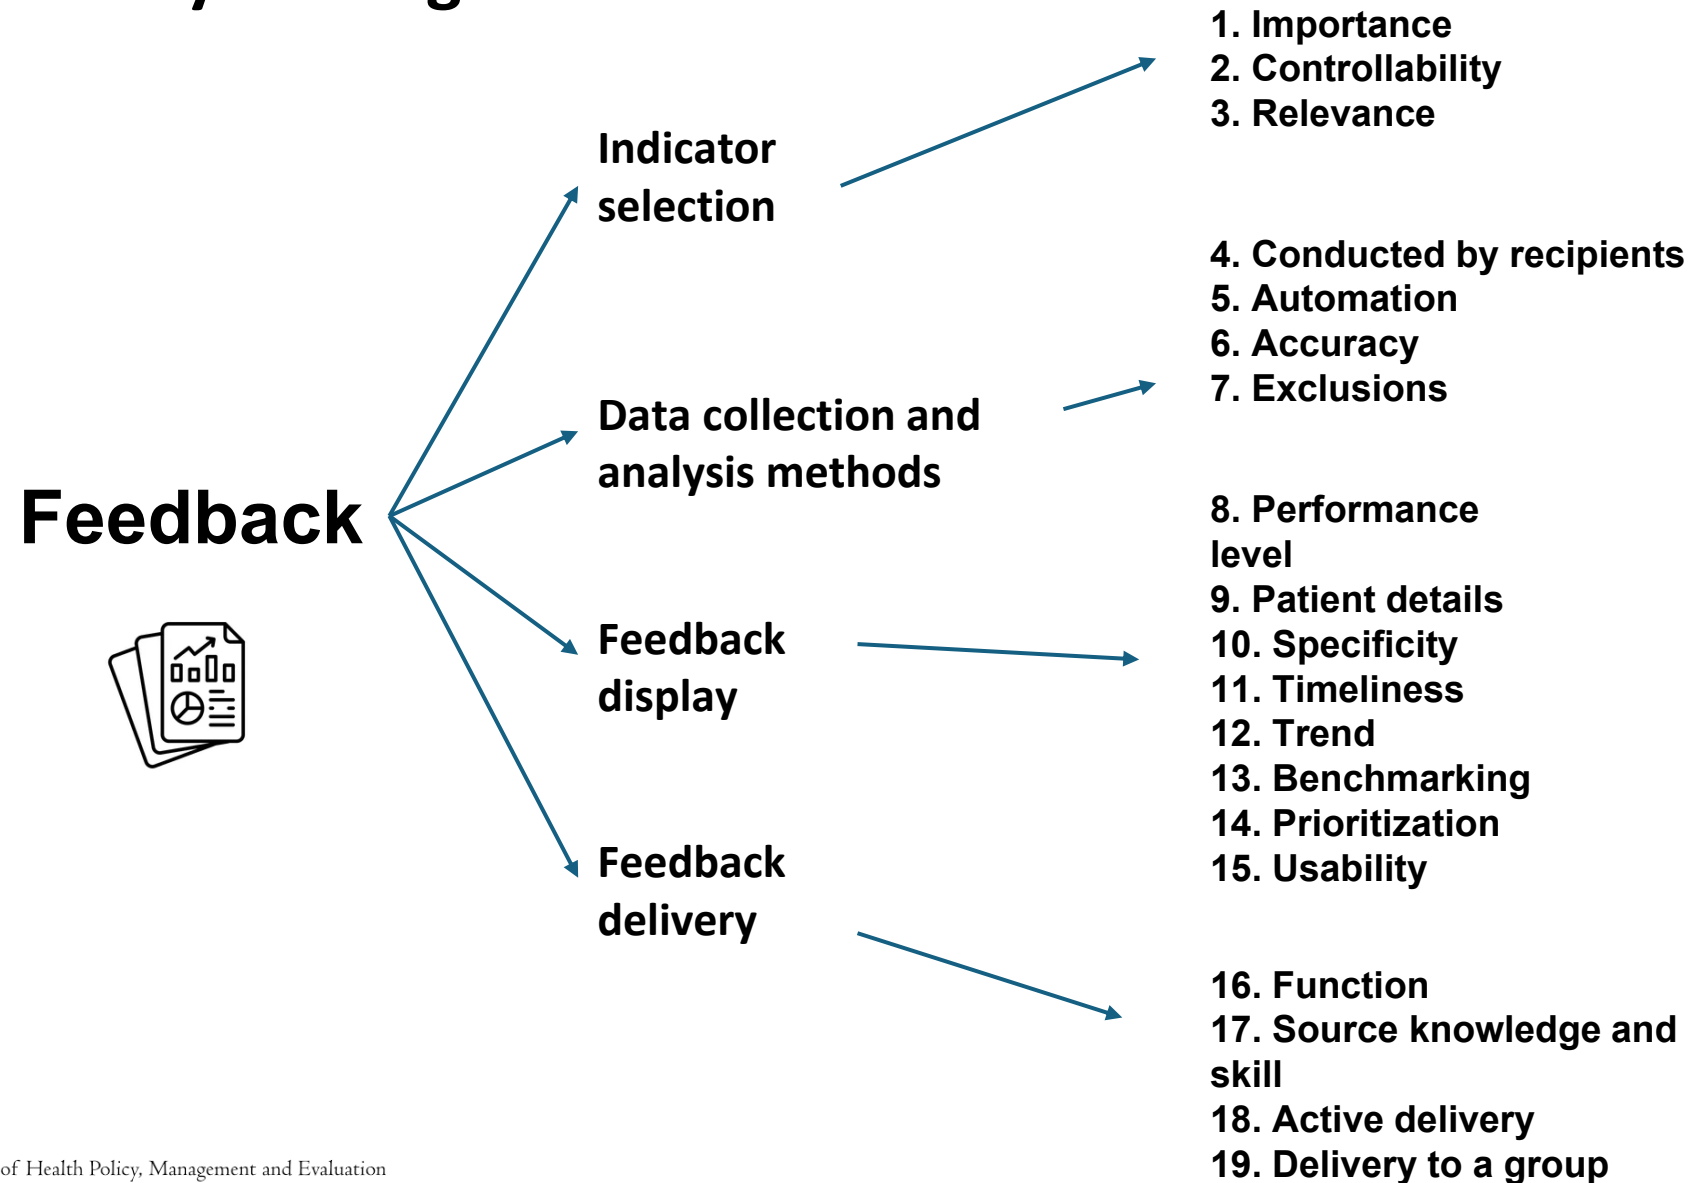 1. Importance
2. Controllability
3. Relevance
Indicator
selection
4. Conducted by recipients
5. Automation
6. Accuracy
7. Exclusions
Data collection and
analysis methods
Feedback
8. Performance
level
9. Patient details
10. Specificity
11. Timeliness
12. Trend
13. Benchmarking
14. Prioritization
15. Usability
Feedback
display
Feedback
delivery
16. Function
17. Source knowledge and
skill
18. Active delivery
19. Delivery to a group
of Health Policy, Management and Evaluation